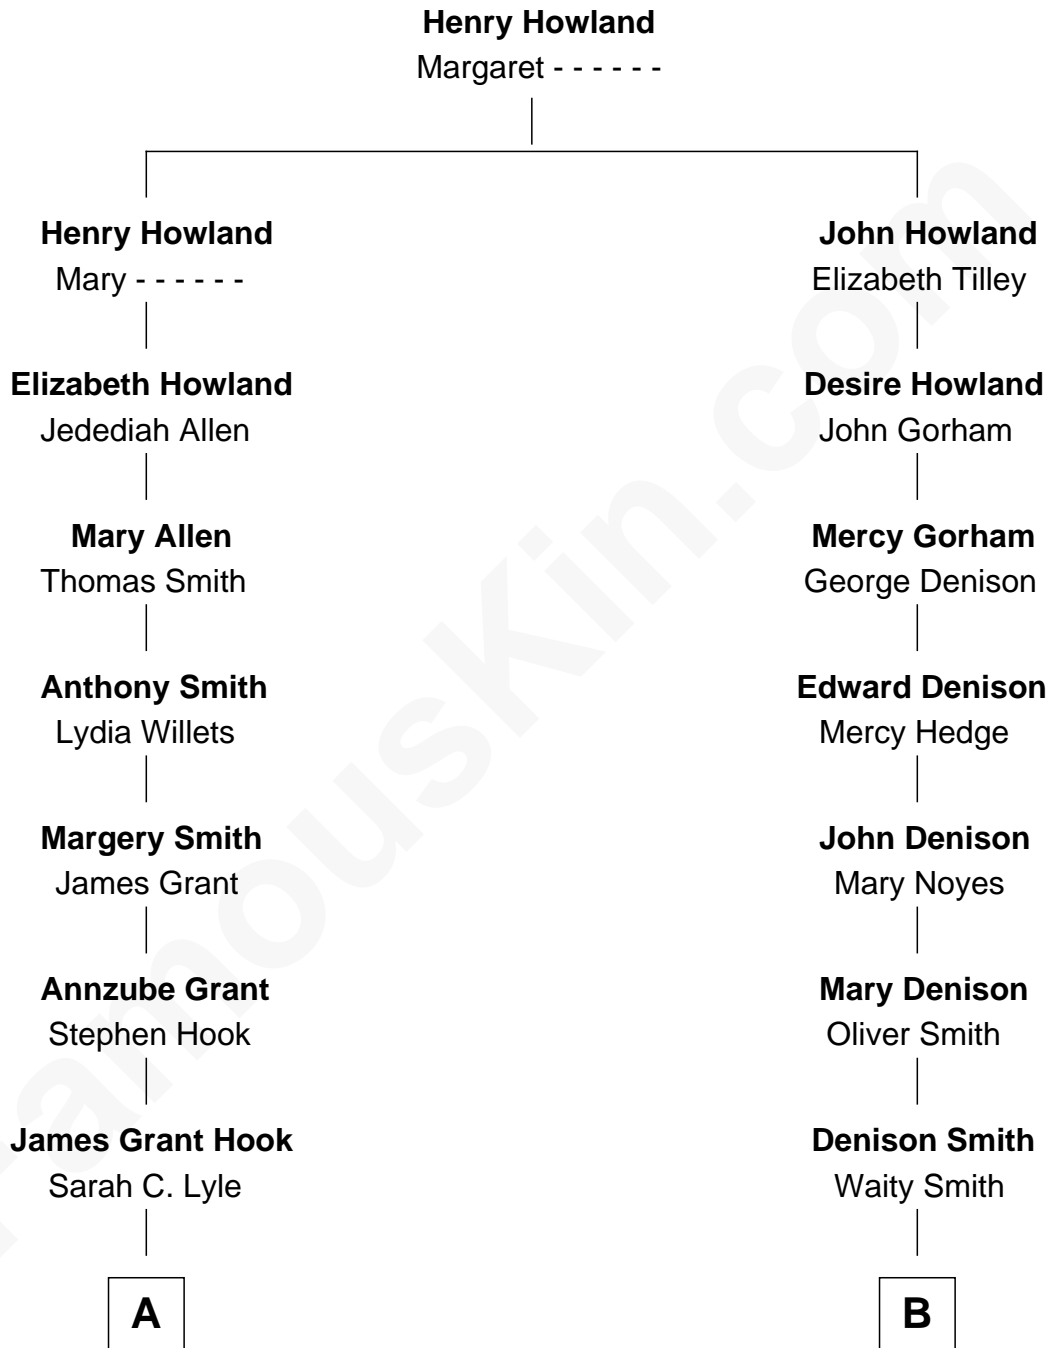 Henry Howland
Margaret - - - - - -
Henry Howland
Mary - - - - - -
Elizabeth Howland
Jedediah Allen
Mary Allen
Thomas Smith
Anthony Smith
Lydia Willets
Margery Smith
James Grant
Annzube Grant
Stephen Hook
James Grant Hook
Sarah C. Lyle
A
John Howland
Elizabeth Tilley
Desire Howland
John Gorham
Mercy Gorham
George Denison
Edward Denison
Mercy Hedge
John Denison
Mary Noyes
Mary Denison
Oliver Smith
Denison Smith
Waity Smith
B
FamousKin.com